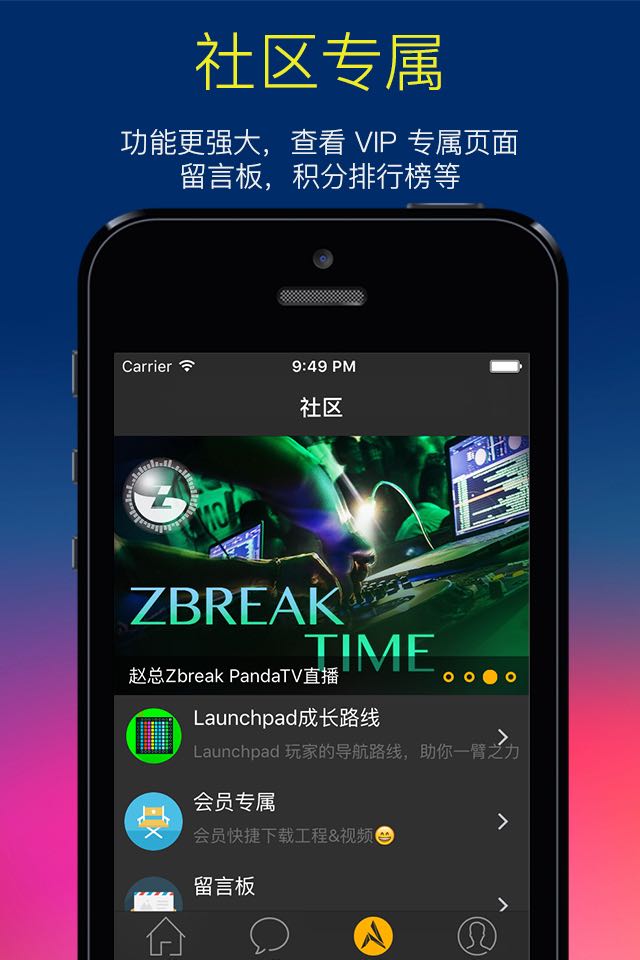 社区专属
功能更强大，查看 VIP 专属页面
留言板，积分排行榜等
Carrier 9:49 PM
社区
ZBREAK
TIME
赵总Zbreak PandaTV直播
Launchpad成长路线
Launchpad 玩家的导航路线，助你一臂之力
会员专属
会员快捷下载工程&视频😄
留言板